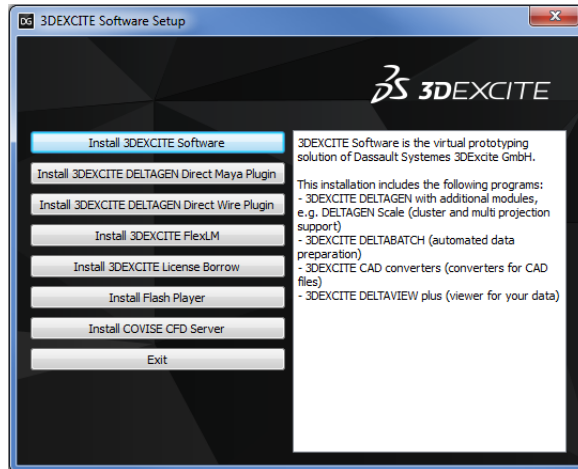 DG 3DEXCITE Software Setup
3DS 3DEXCITE
Install 3DEXCITE Software
Install 3DEXCITE DELTAGEN Direct Maya Plugin
Install 3DEXCITE DELTAGEN Direct Wire Plugin
Install 3DEXCITE FlexLM
Install 3DEXCITE License Borrow
Install Flash Player
Install COVISE CFD Server
Exit
3DEXCITE Software is the virtual prototyping
solution of Dassault Systemes 3DExcite GmbH.
This installation includes the following programs:
- 3DEXCITE DELTAGEN with additional modules,
e.g. DELTAGEN Scale (cluster and multi projection
support)
- 3DEXCITE DELTABATCH (automated data
preparation)
- 3DEXCITE CAD converters (converters for CAD
files)
- 3DEXCITE DELTAVIEW plus (viewer for your data)